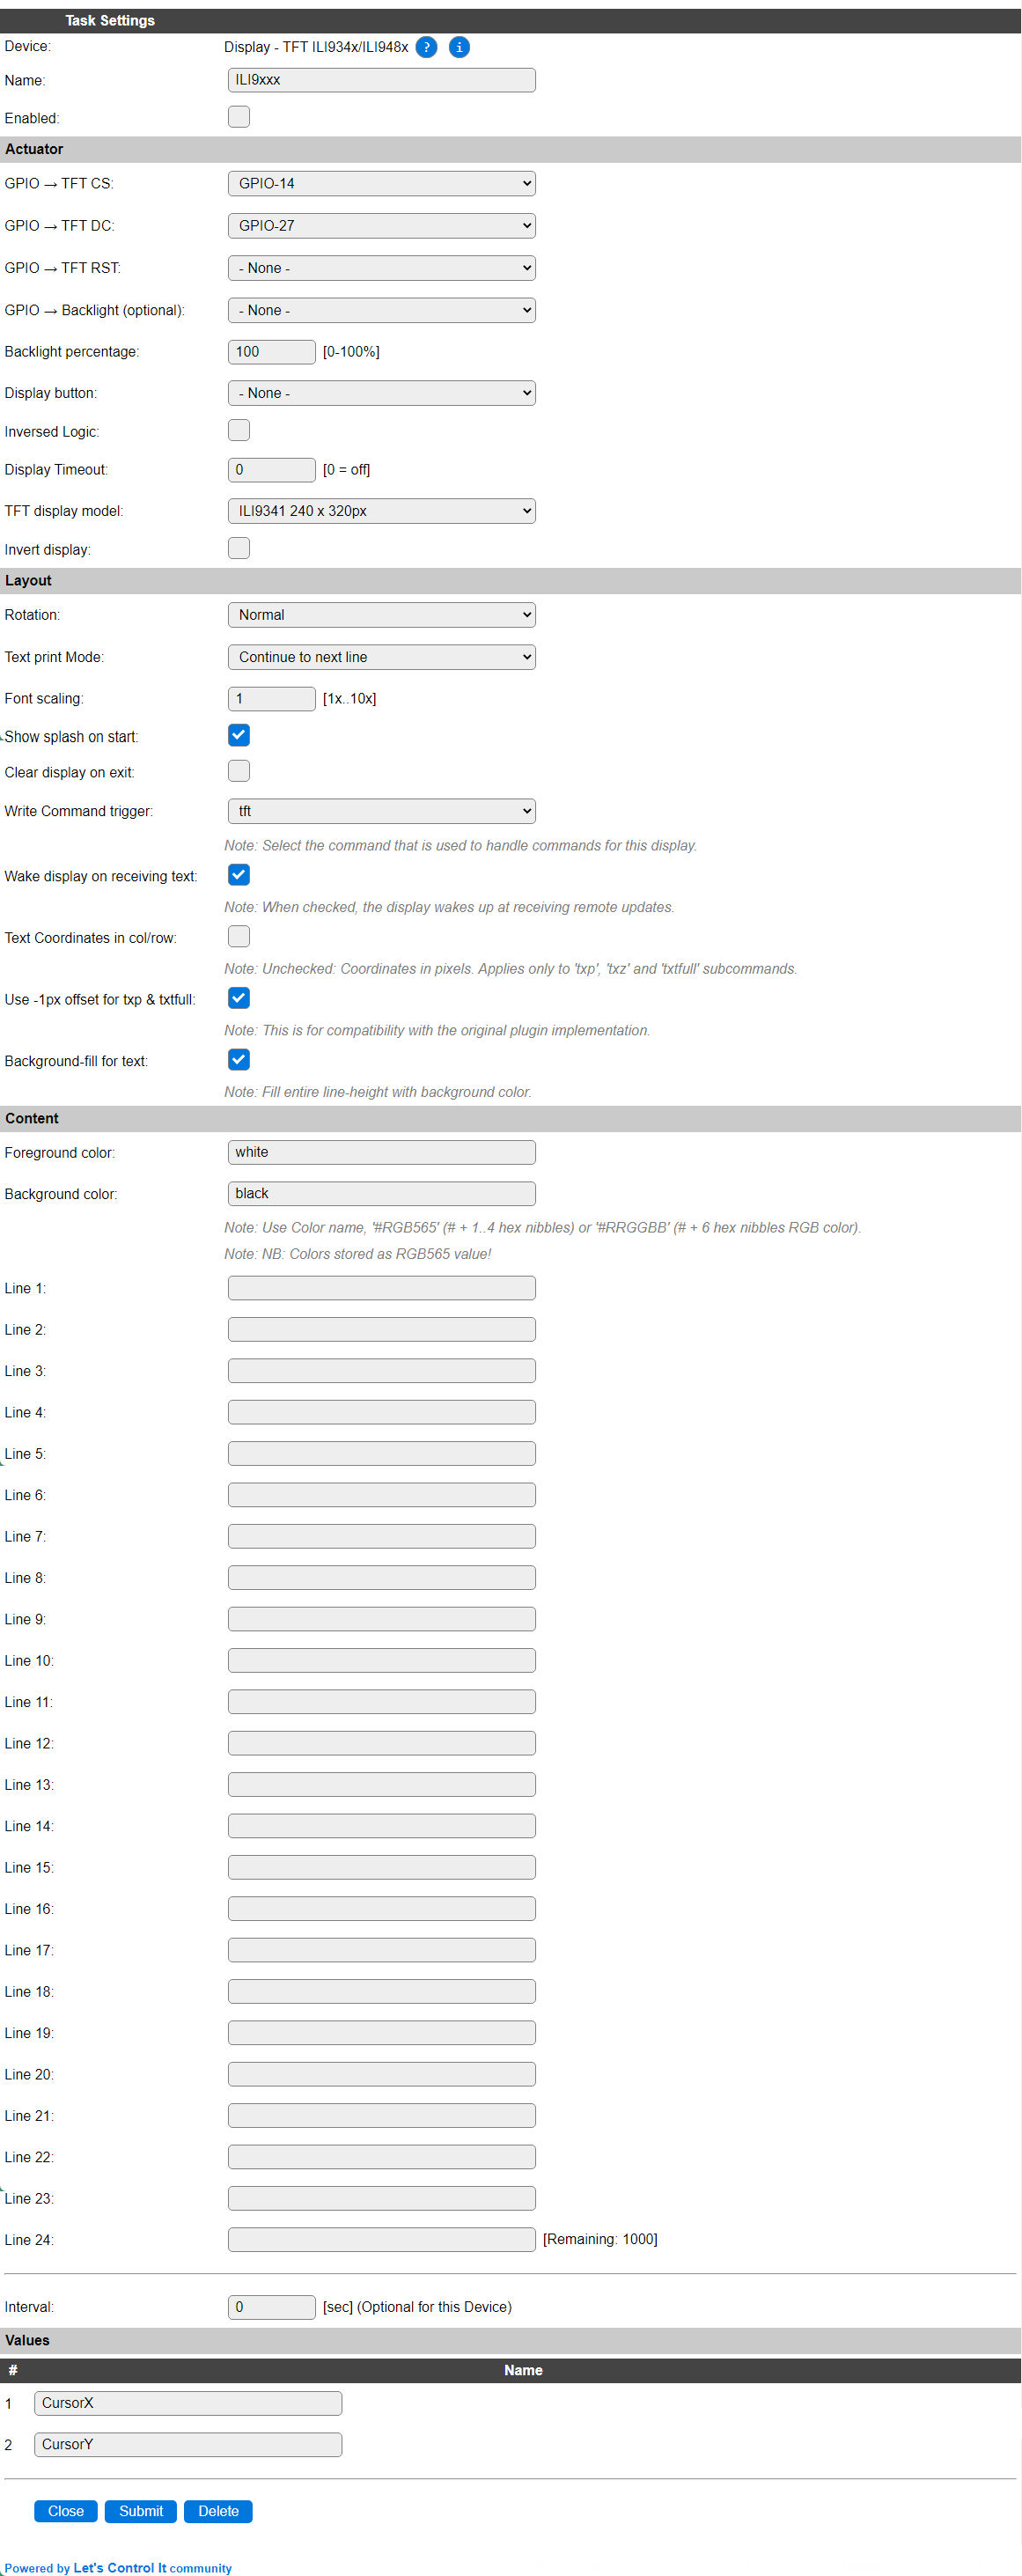 Task Settings
Device: Display - TFT ILI934x/ILI948x ? i
Name: ILI9xxx
Enabled:
Actuator
GPIO → TFT CS: GPIO-14
GPIO → TFT DC: GPIO-27
GPIO → TFT RST: - None -
GPIO → Backlight (optional): - None -
Backlight percentage: 100 [0-100%]
Display button: - None -
Inversed Logic:
Display Timeout: 0 [0 = off]
TFT display model: ILI9341 240 x 320px
Invert display:
Layout
Rotation: Normal
Text print Mode: Continue to next line
Font scaling: 1 [1x..10x]
Show splash on start:
Clear display on exit:
Write Command trigger: tft
Note: Select the command that is used to handle commands for this display.
Wake display on receiving text:
Note: When checked, the display wakes up at receiving remote updates.
Text Coordinates in col/row:
Note: Unchecked: Coordinates in pixels. Applies only to 'txp', 'txz' and 'txtfull' subcommands.
Use -1px offset for txp & txtfull:
Note: This is for compatibility with the original plugin implementation.
Background-fill for text:
Note: Fill entire line-height with background color.
Content
Foreground color: white
Background color: black
Note: Use Color name, '#RGB565' (# + 1..4 hex nibbles) or '#RRGGBB' (# + 6 hex nibbles RGB color).
Note: NB: Colors stored as RGB565 value!
Line 1:
Line 2:
Line 3:
Line 4:
Line 5:
Line 6:
Line 7:
Line 8:
Line 9:
Line 10:
Line 11:
Line 12:
Line 13:
Line 14:
Line 15:
Line 16:
Line 17:
Line 18:
Line 19:
Line 20:
Line 21:
Line 22:
Line 23:
Line 24: [Remaining: 1000]
Interval: 0 [sec] (Optional for this Device)
Values
# Name
1 CursorX
2 CursorY
Close Submit Delete
Powered by Let's Control It community